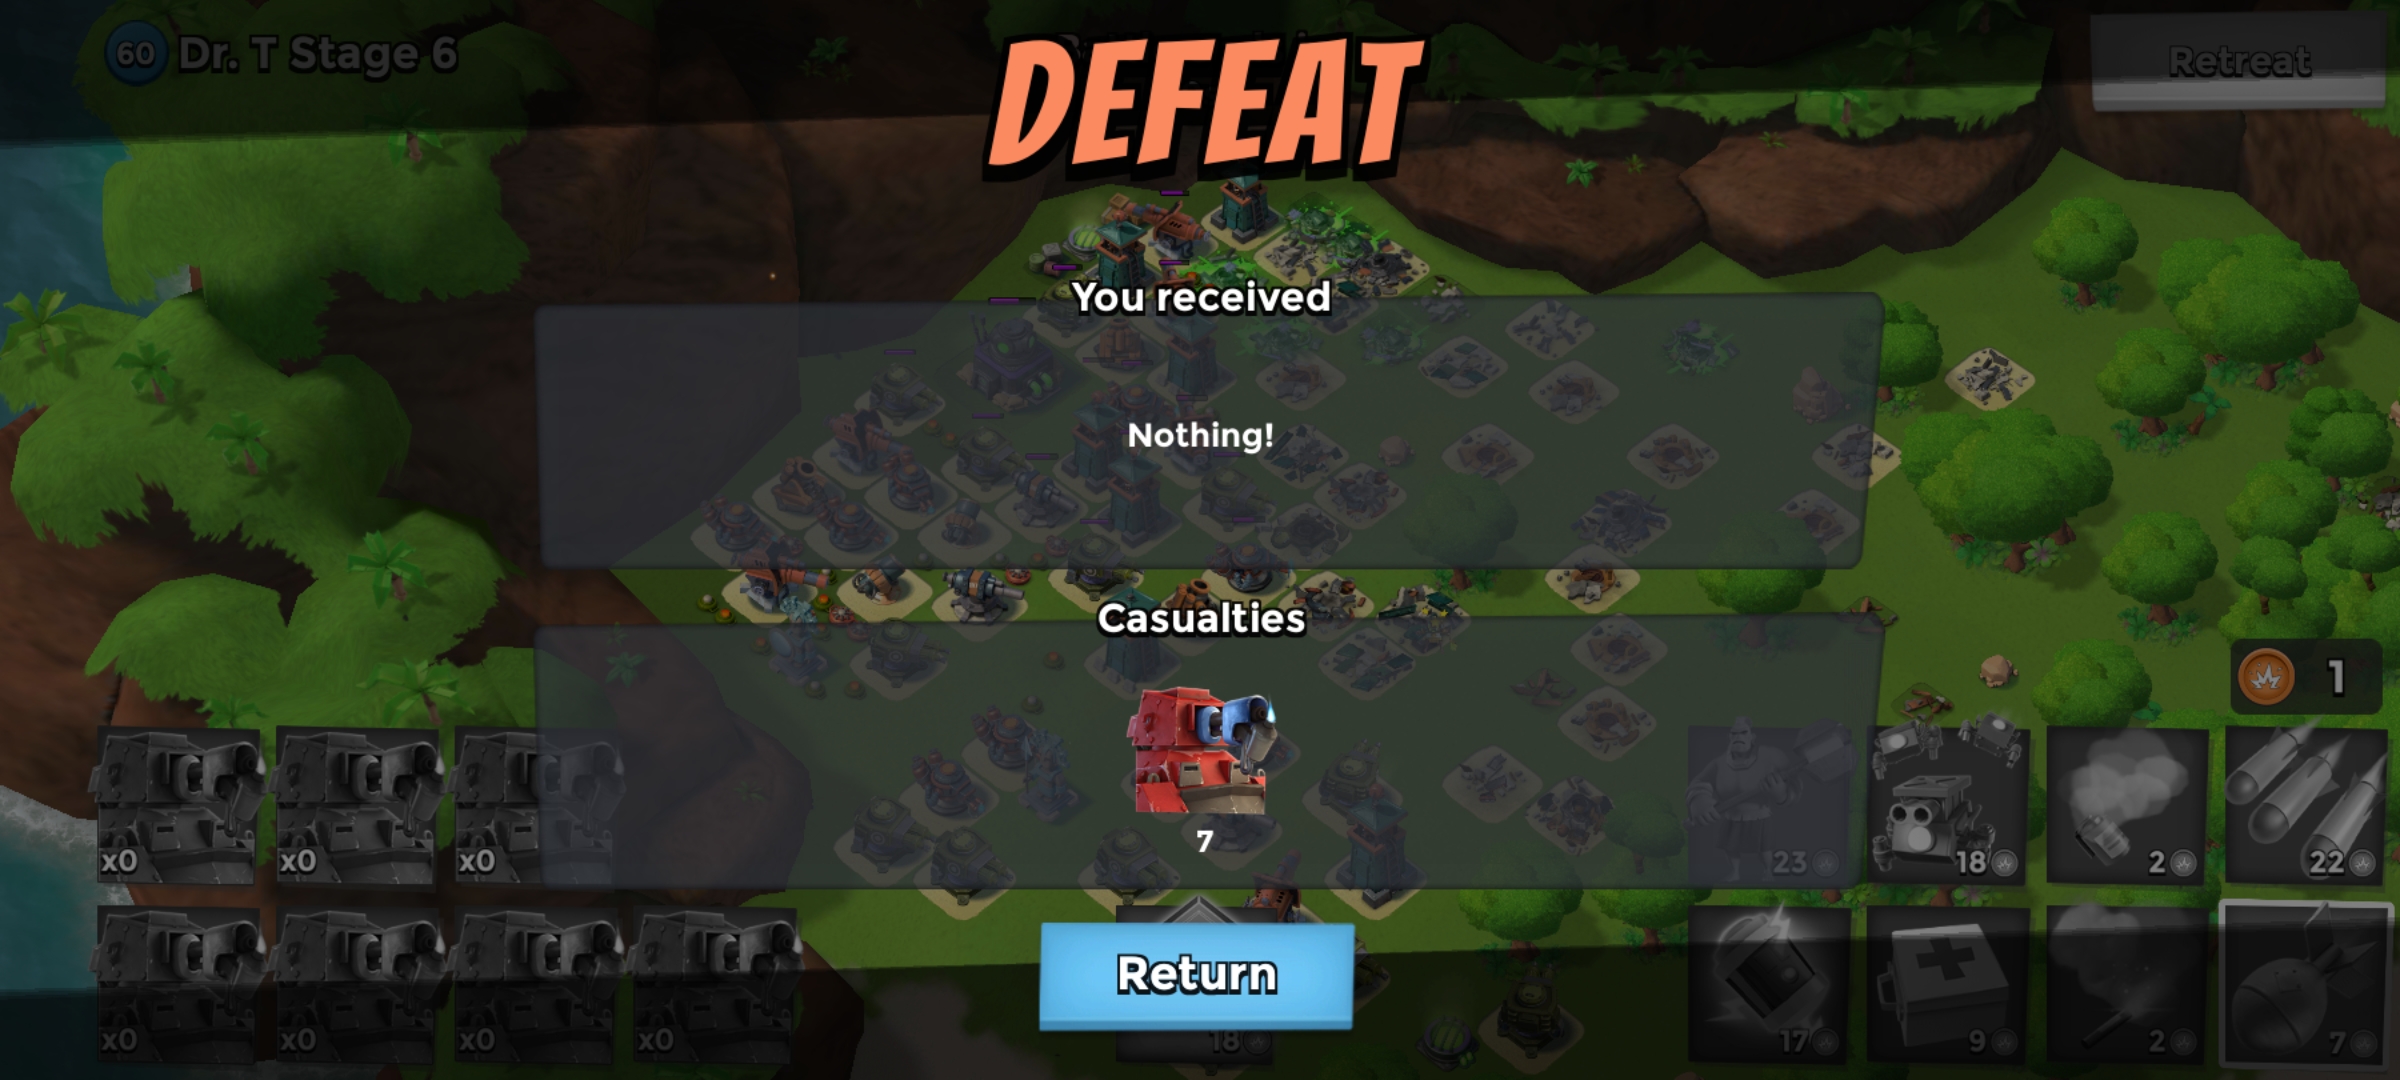 60 Dr. T Stage 6
DEFEAT
Retreat
You received
Nothing!
Casualties
7
1
x0
x0
x0
23
18
2
22
x0
x0
x0
x0
Return
18
17
9
2
7